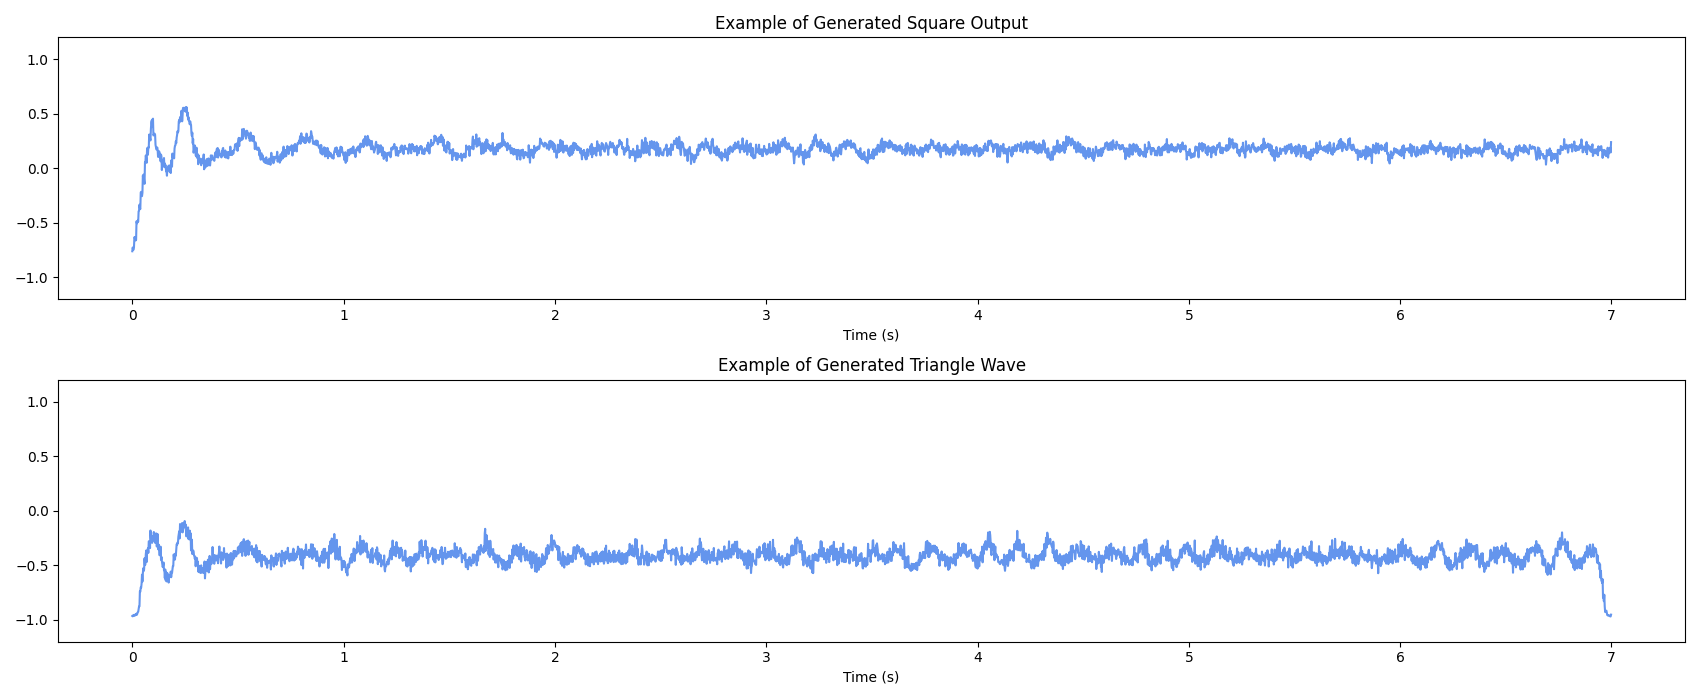 Example of Generated Square Output
1.0
0.5
0.0
−0.5
−1.0
0 1 2 3 4 5 6 7
Time (s)
Example of Generated Triangle Wave
1.0
0.5
0.0
−0.5
−1.0
0 1 2 3 4 5 6 7
Time (s)